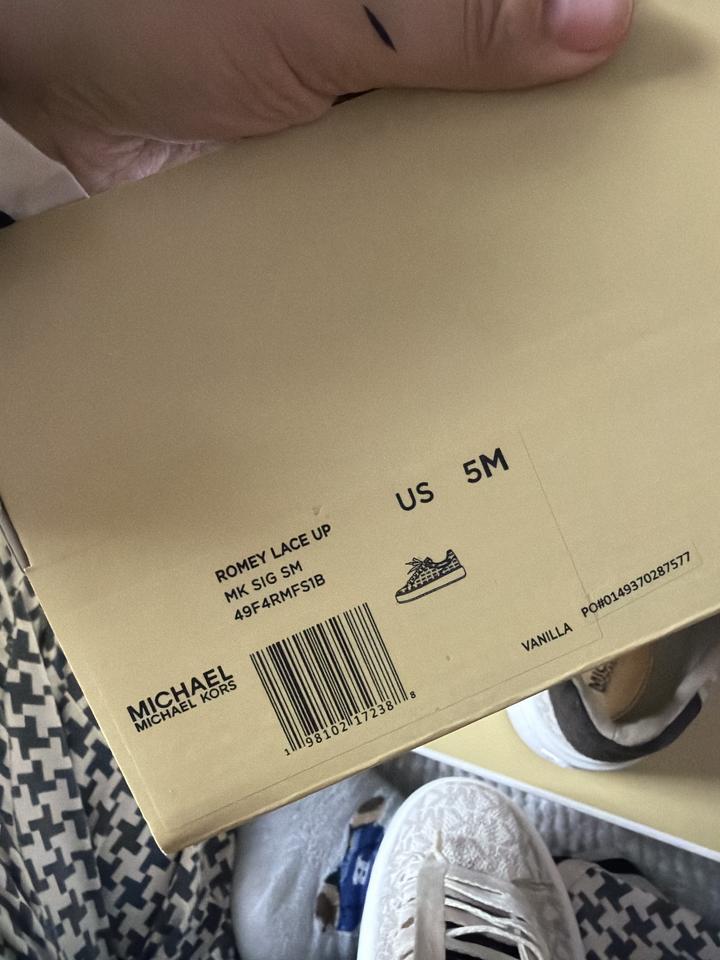 US 5M
ROMEY LACE UP
MK SIG SM
49F4RMFS1B
MICHAEL
MICHAEL KORS
1 98102 17238 8
VANILLA
PO#0149370287577